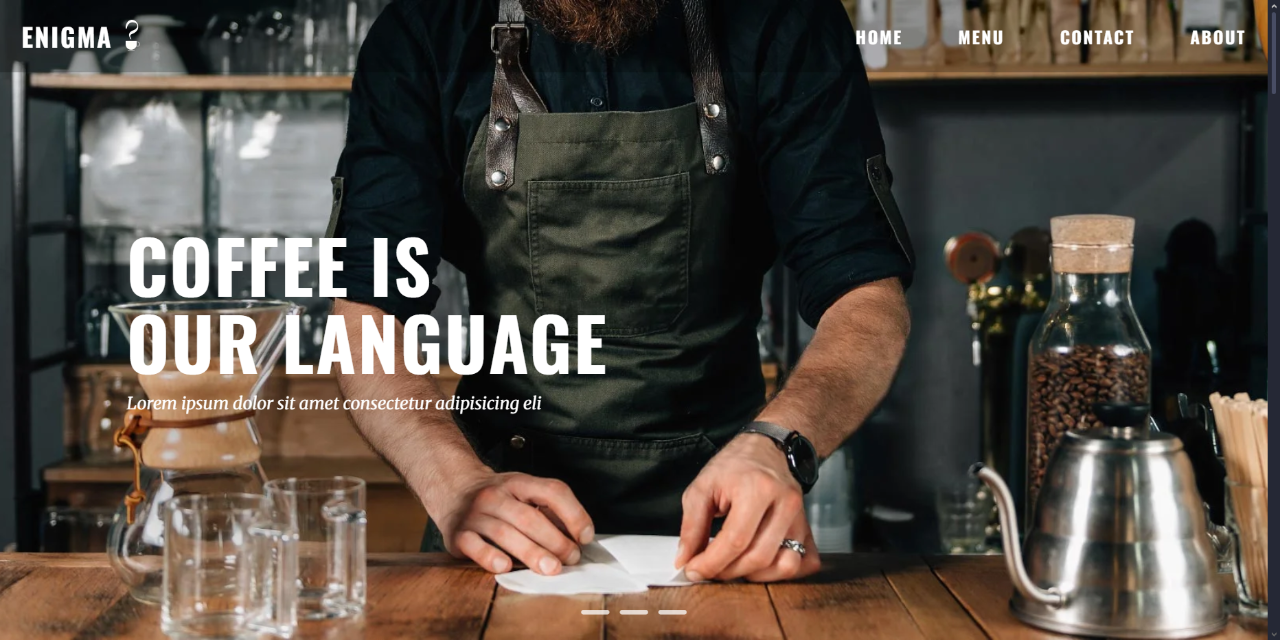 ENIGMA
HOME MENU CONTACT ABOUT
COFFEE IS
OUR LANGUAGE
Lorem ipsum dolor sit amet consectetur adipisicing eli